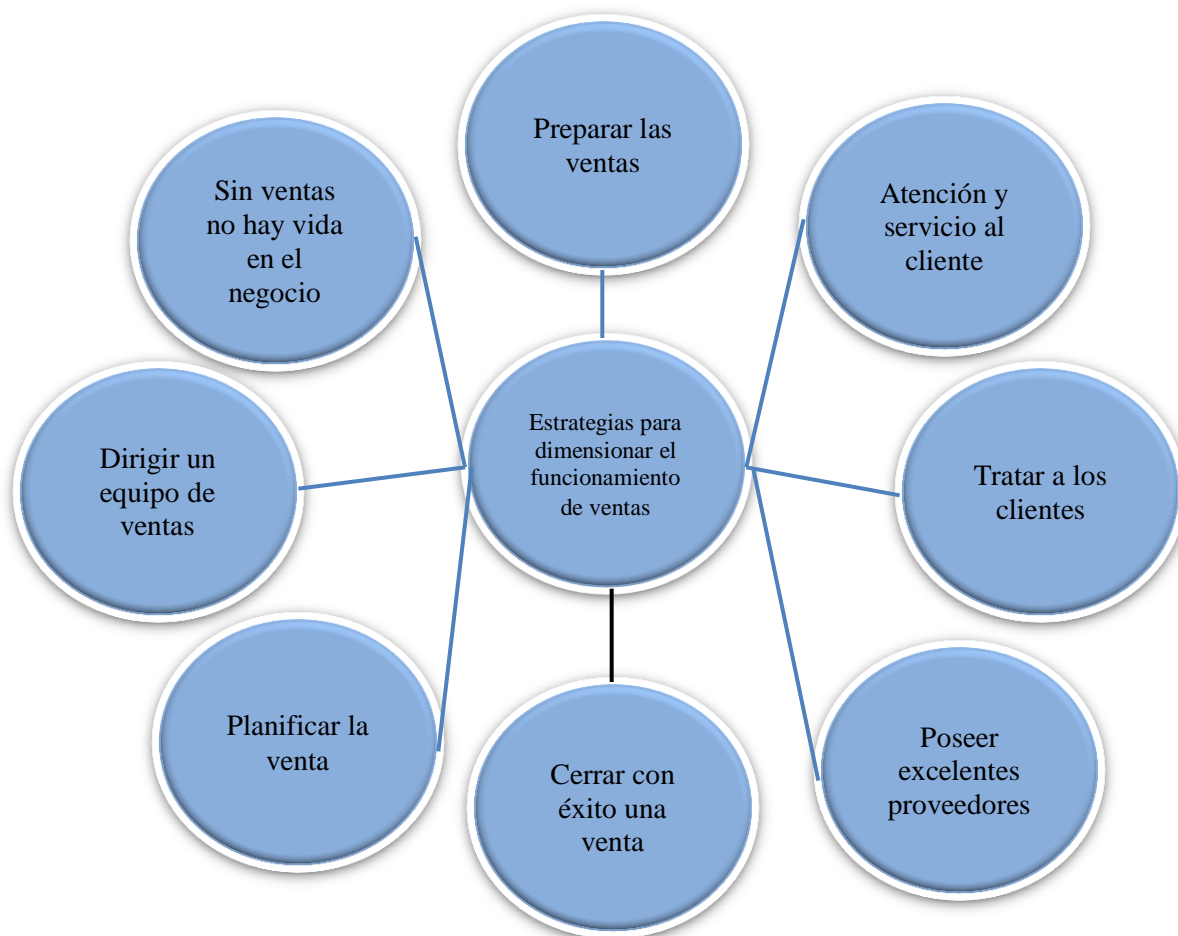 Preparar las
ventas
Sin ventas
no hay vida
en el
negocio
Atención y
servicio al
cliente
Estrategias para
dimensionar el
funcionamiento
de ventas
Dirigir un
equipo de
ventas
Tratar a los
clientes
Planificar la
venta
Cerrar con
éxito una
venta
Poseer
excelentes
proveedores